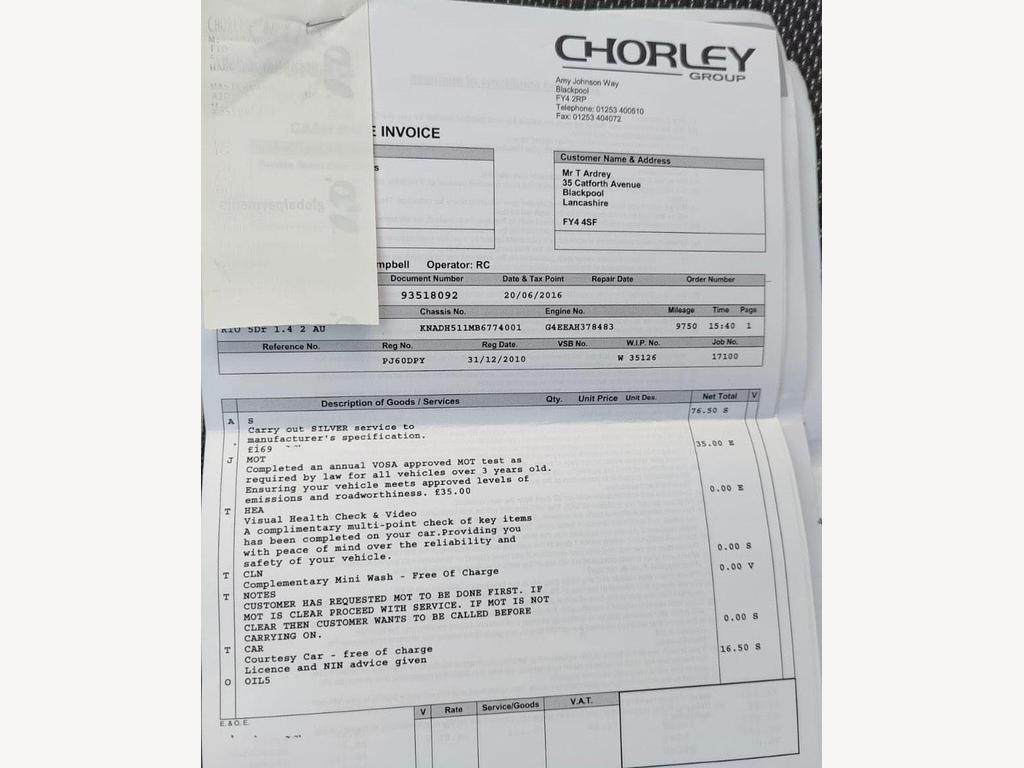 CHORLEY
GROUP
Amy Johnson Way
Blackpool
FY4 2RP
Telephone: 01253 400610
Fax: 01253 404072
INVOICE
Customer Name & Address
Mr T Ardrey
35 Catforth Avenue
Blackpool
Lancashire
FY4 4SF
mpbell Operator: RC
Document Number Date & Tax Point Repair Date Order Number
93518092 20/06/2016
Chassis No. Engine No. Mileage Time Page
RIO 5Dr 1.4 2 AU KNADH511MB6774001 G4EEAH378483 9750 15:40 1
Reference No. Reg No. Reg Date. VSB No. W.I.P. No. Job No.
PJ60DPY 31/12/2010 W 35126 17100
Description of Goods / Services Qty. Unit Price Unit Des. Net Total V
A S 76.50 S
Carry out SILVER service to
manufacturer's specification.
£169
J MOT 35.00 E
Completed an annual VOSA approved MOT test as
required by law for all vehicles over 3 years old.
Ensuring your vehicle meets approved levels of
emissions and roadworthiness. £35.00
T HEA 0.00 E
Visual Health Check & Video
A complimentary multi-point check of key items
has been completed on your car.Providing you
with peace of mind over the reliability and
safety of your vehicle.
T CLN 0.00 S
Complementary Mini Wash - Free Of Charge
T NOTES 0.00 V
CUSTOMER HAS REQUESTED MOT TO BE DONE FIRST. IF
MOT IS CLEAR PROCEED WITH SERVICE. IF MOT IS NOT
CLEAR THEN CUSTOMER WANTS TO BE CALLED BEFORE
CARRYING ON.
T CAR 0.00 S
Courtesy Car - free of charge
Licence and NIN advice given
O OIL5 16.50 S
E. & O. E.
V Rate Service/Goods V.A.T.